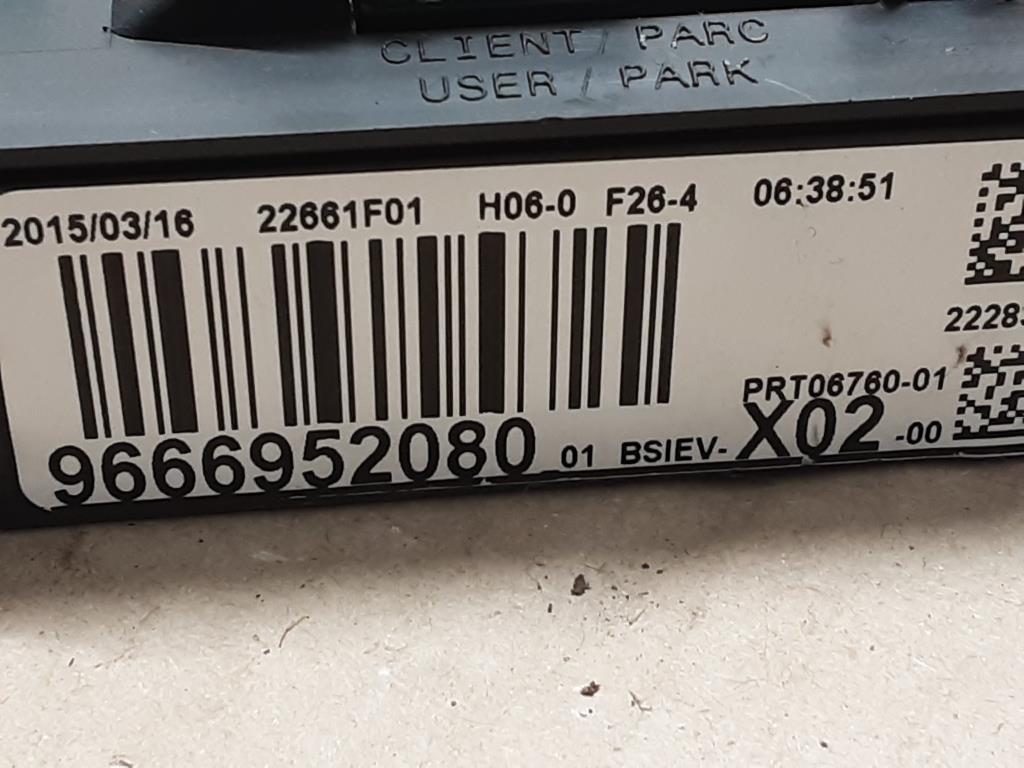 CLIENT / PARC
USER / PARK
2015/03/16 22661F01 H06-0 F26-4 06:38:51
PRT06760-01
9666952080 01 BSIEV-X02-00